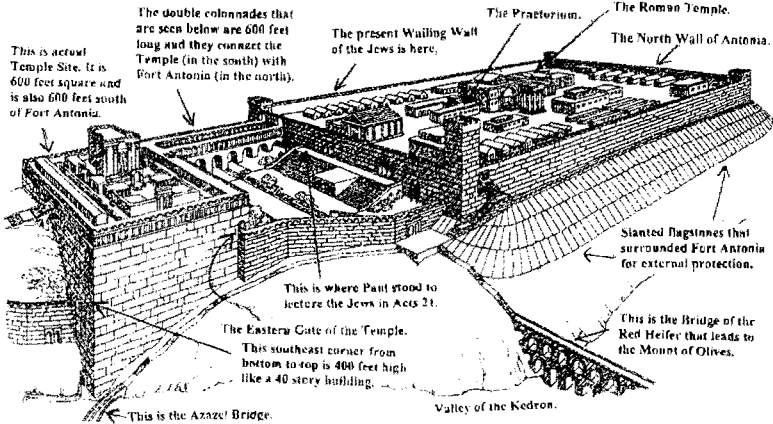 The double colonnades that
are seen below are 600 feet
long and they connect the
Temple (in the south) with
Fort Antonia (in the north).
This is actual
Temple Site. It is
600 feet square and
is also 600 feet south
of Fort Antonia.
The present Wailing Wall
of the Jews is here,
The Praetorium.
The Roman Temple.
The North Wall of Antonia.
Slanted flagstones that
surrounded Fort Antonia
for external protection.
This is where Paul stood to
lecture the Jews in Acts 21.
The Eastern Gate of the Temple.
This southeast corner from
bottom to top is 400 feet high
like a 40 story building.
This is the Bridge of the
Red Heifer that leads to
the Mount of Olives.
This is the Azazel Bridge.
Valley of the Kedron.